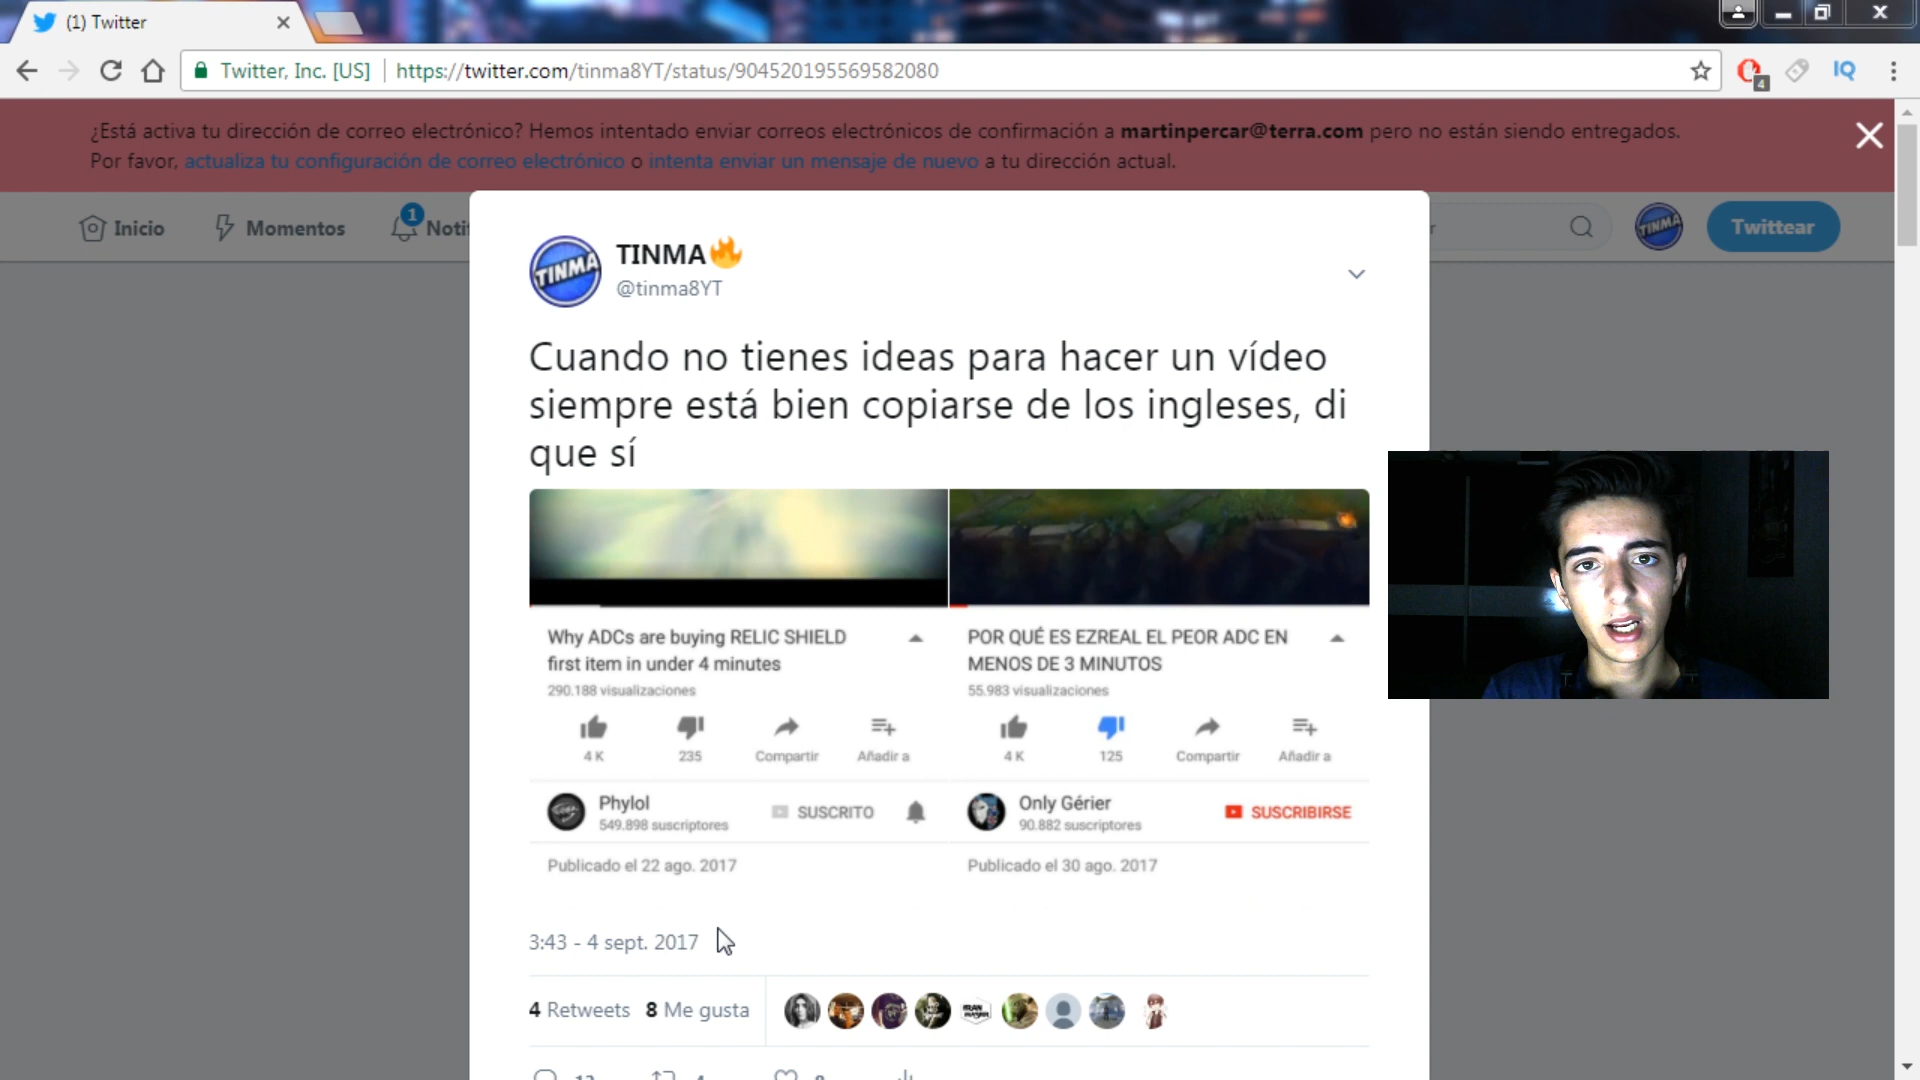 (1) Twitter
Twitter, Inc. [US] https://twitter.com/tinma8YT/status/904520195569582080
4
IQ
¿Está activa tu dirección de correo electrónico? Hemos intentado enviar correos electrónicos de confirmación a martinpercar@terra.com pero no están siendo entregados.
Por favor, actualiza tu configuración de correo electrónico o intenta enviar un mensaje de nuevo a tu dirección actual.
Inicio
Momentos
1
Notif
TINMA
Twittear
TINMA
TINMA🔥
@tinma8YT
Cuando no tienes ideas para hacer un vídeo
siempre está bien copiarse de los ingleses, di
que sí
Why ADCs are buying RELIC SHIELD
first item in under 4 minutes
290.188 visualizaciones
4 K
235
Compartir
Añadir a
Phylol
549.898 suscriptores
SUSCRITO
Publicado el 22 ago. 2017
POR QUÉ ES EZREAL EL PEOR ADC EN
MENOS DE 3 MINUTOS
55.983 visualizaciones
4 K
125
Compartir
Añadir a
Only Gérier
90.882 suscriptores
SUSCRIBIRSE
Publicado el 30 ago. 2017
3:43 - 4 sept. 2017
4 Retweets 8 Me gusta